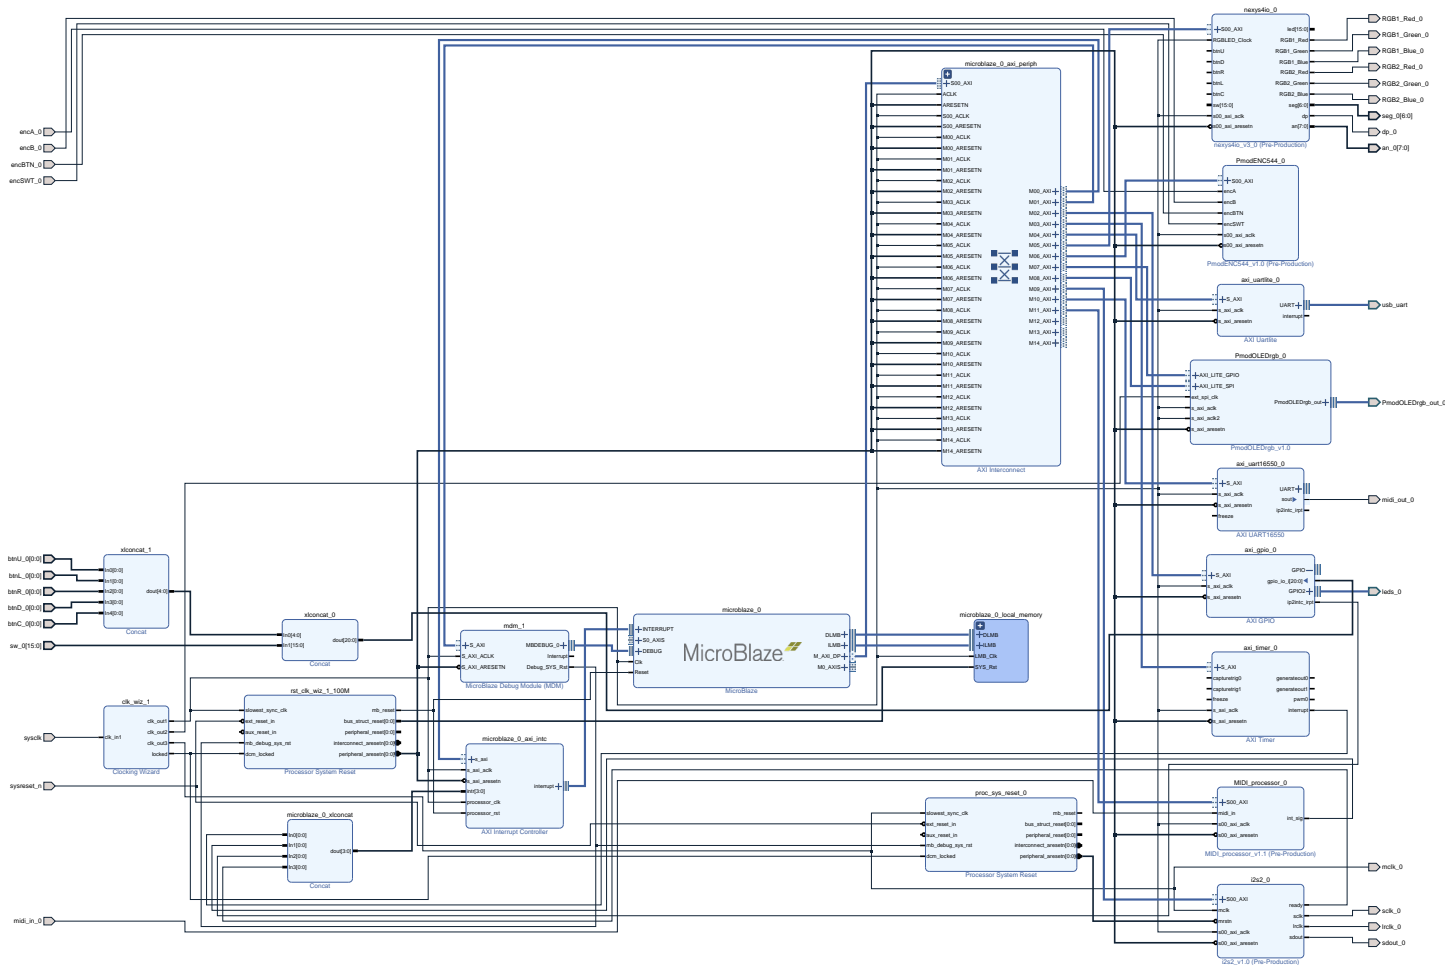 encA_0
encB_0
encBTN_0
encSWT_0
btnU_0[0:0]
btnL_0[0:0]
btnR_0[0:0]
btnD_0[0:0]
btnC_0[0:0]
sw_0[15:0]
sysclk
sysreset_n
midi_in_0
xlconcat_1
In0[0:0]
In1[0:0]
In2[0:0]
In3[0:0]
In4[0:0]
dout[4:0]
Concat
xlconcat_0
In0[4:0]
In1[15:0]
dout[20:0]
Concat
clk_wiz_1
clk_in1
clk_out1
clk_out2
clk_out3
locked
Clocking Wizard
rst_clk_wiz_1_100M
slowest_sync_clk
ext_reset_in
aux_reset_in
mb_debug_sys_rst
dcm_locked
mb_reset
bus_struct_reset[0:0]
peripheral_reset[0:0]
interconnect_aresetn[0:0]
peripheral_aresetn[0:0]
Processor System Reset
microblaze_0_xlconcat
In0[0:0]
In1[0:0]
In2[0:0]
In3[0:0]
dout[3:0]
Concat
mdm_1
S_AXI
S_AXI_ACLK
S_AXI_ARESETN
MBDEBUG_0
Interrupt
Debug_SYS_Rst
MicroBlaze Debug Module (MDM)
microblaze_0_axi_intc
s_axi
s_axi_aclk
s_axi_aresetn
intr[3:0]
processor_clk
processor_rst
interrupt
AXI Interrupt Controller
microblaze_0
INTERRUPT
S0_AXIS
DEBUG
Clk
Reset
MicroBlaze
DLMB
ILMB
M_AXI_DP
M0_AXIS
MicroBlaze
microblaze_0_local_memory
DLMB
ILMB
LMB_Clk
SYS_Rst
proc_sys_reset_0
slowest_sync_clk
ext_reset_in
aux_reset_in
mb_debug_sys_rst
dcm_locked
mb_reset
bus_struct_reset[0:0]
peripheral_reset[0:0]
interconnect_aresetn[0:0]
peripheral_aresetn[0:0]
Processor System Reset
microblaze_0_axi_periph
S00_AXI
ACLK
ARESETN
S00_ACLK
S00_ARESETN
M00_ACLK
M00_ARESETN
M01_ACLK
M01_ARESETN
M02_ACLK
M02_ARESETN
M03_ACLK
M03_ARESETN
M04_ACLK
M04_ARESETN
M05_ACLK
M05_ARESETN
M06_ACLK
M06_ARESETN
M07_ACLK
M07_ARESETN
M08_ACLK
M08_ARESETN
M09_ACLK
M09_ARESETN
M10_ACLK
M10_ARESETN
M11_ACLK
M11_ARESETN
M12_ACLK
M12_ARESETN
M13_ACLK
M13_ARESETN
M14_ACLK
M14_ARESETN
M00_AXI
M01_AXI
M02_AXI
M03_AXI
M04_AXI
M05_AXI
M06_AXI
M07_AXI
M08_AXI
M09_AXI
M10_AXI
M11_AXI
M12_AXI
M13_AXI
M14_AXI
AXI Interconnect
nexys4io_0
S00_AXI
RGBLED_Clock
btnU
btnD
btnR
btnL
btnC
sw[15:0]
s00_axi_aclk
s00_axi_aresetn
led[15:0]
RGB1_Red
RGB1_Green
RGB1_Blue
RGB2_Red
RGB2_Green
RGB2_Blue
seg[6:0]
dp
an[7:0]
nexys4io_v3_0 (Pre-Production)
PmodENC544_0
S00_AXI
encA
encB
encBTN
encSWT
s00_axi_aclk
s00_axi_aresetn
PmodENC544_v1.0 (Pre-Production)
axi_uartlite_0
S_AXI
s_axi_aclk
s_axi_aresetn
UART
interrupt
AXI Uartlite
PmodOLEDrgb_0
AXI_LITE_GPIO
AXI_LITE_SPI
ext_spi_clk
s_axi_aclk
s_axi_aclk2
s_axi_aresetn
PmodOLEDrgb_out
PmodOLEDrgb_v1.0
axi_uart16550_0
S_AXI
s_axi_aclk
s_axi_aresetn
freeze
UART
sout
ip2intc_irpt
AXI UART16550
axi_gpio_0
S_AXI
s_axi_aclk
s_axi_aresetn
GPIO
gpio_io_i[20:0]
GPIO2
ip2intc_irpt
AXI GPIO
axi_timer_0
S_AXI
capturetrig0
capturetrig1
freeze
s_axi_aclk
s_axi_aresetn
generateout0
generateout1
pwm0
interrupt
AXI Timer
MIDI_processor_0
S00_AXI
midi_in
s00_axi_aclk
s00_axi_aresetn
int_sig
MIDI_processor_v1.1 (Pre-Production)
i2s2_0
S00_AXI
mclk
mrstn
s00_axi_aclk
s00_axi_aresetn
ready
sclk
lrclk
sdout
i2s2_v1.0 (Pre-Production)
RGB1_Red_0
RGB1_Green_0
RGB1_Blue_0
RGB2_Red_0
RGB2_Green_0
RGB2_Blue_0
seg_0[6:0]
dp_0
an_0[7:0]
usb_uart
PmodOLEDrgb_out_0
midi_out_0
leds_0
mclk_0
sclk_0
lrclk_0
sdout_0